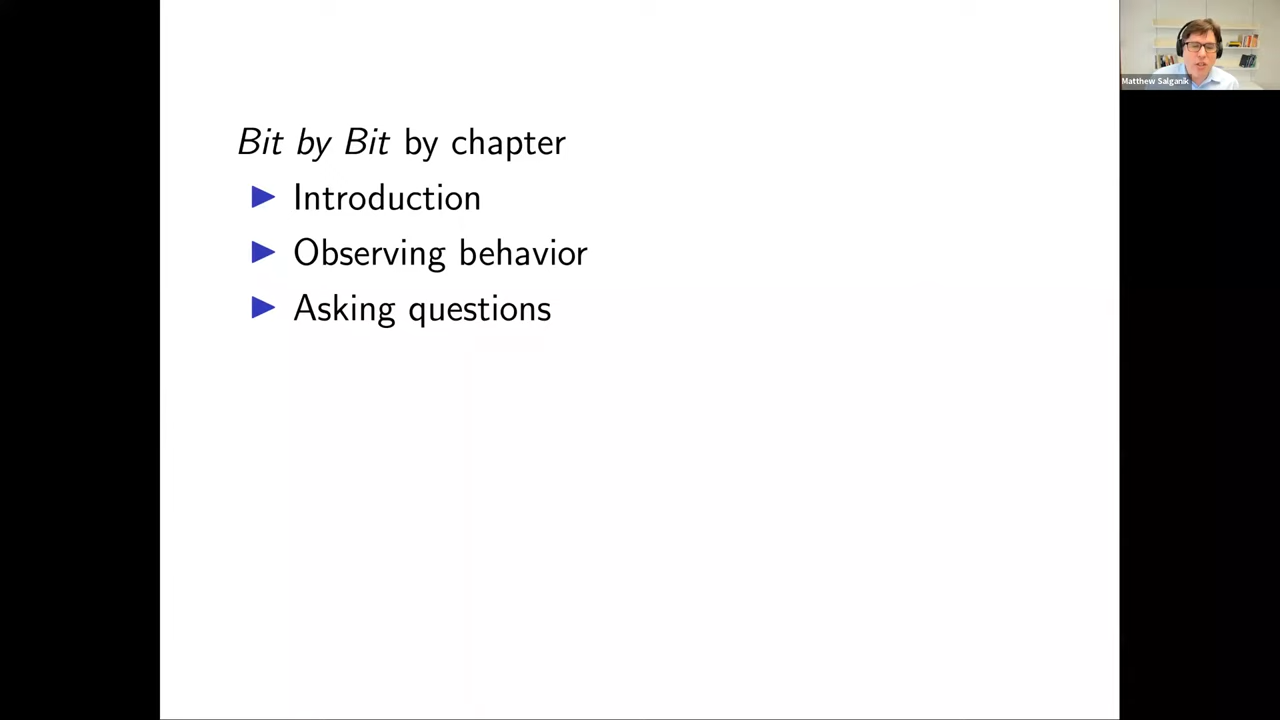 Bit by Bit by chapter
Introduction
Observing behavior
Asking questions
Matthew Salganik